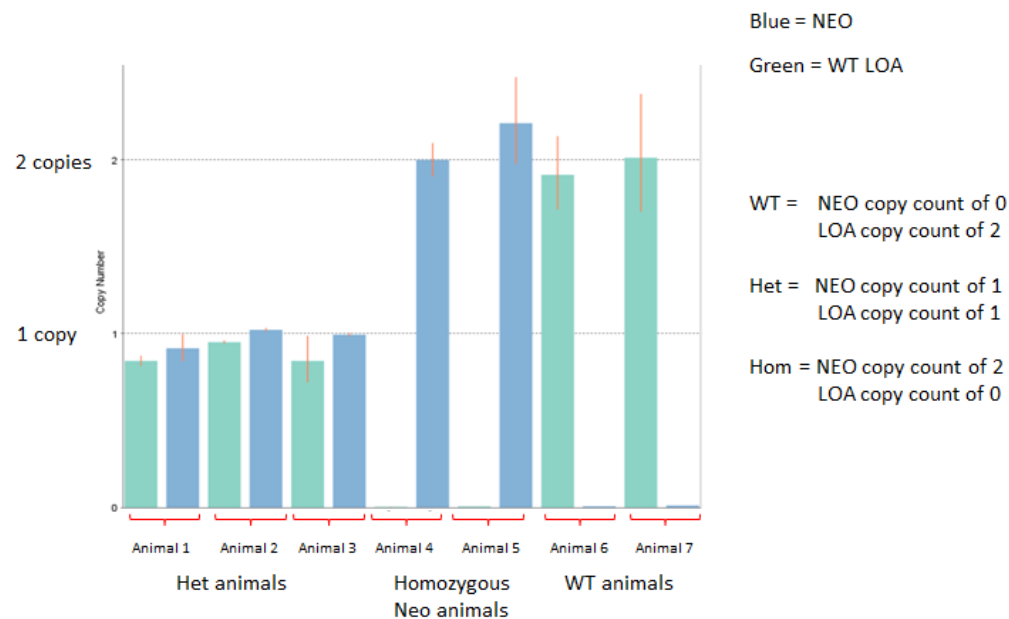 Blue = NEO
Green = WT LOA
2 copies
2
WT = NEO copy count of 0
LOA copy count of 2
Copy Number
Het = NEO copy count of 1
LOA copy count of 1
1 copy
1
Hom = NEO copy count of 2
LOA copy count of 0
0
Animal 1 Animal 2 Animal 3 Animal 4 Animal 5 Animal 6 Animal 7
Het animals
Homozygous
Neo animals
WT animals